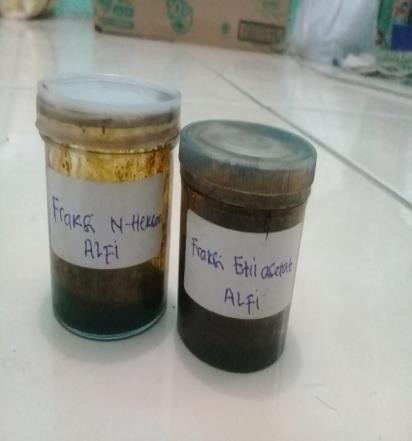 Fraksi N-Heksan
ALFi
Fraksi Etil asetat
ALFi